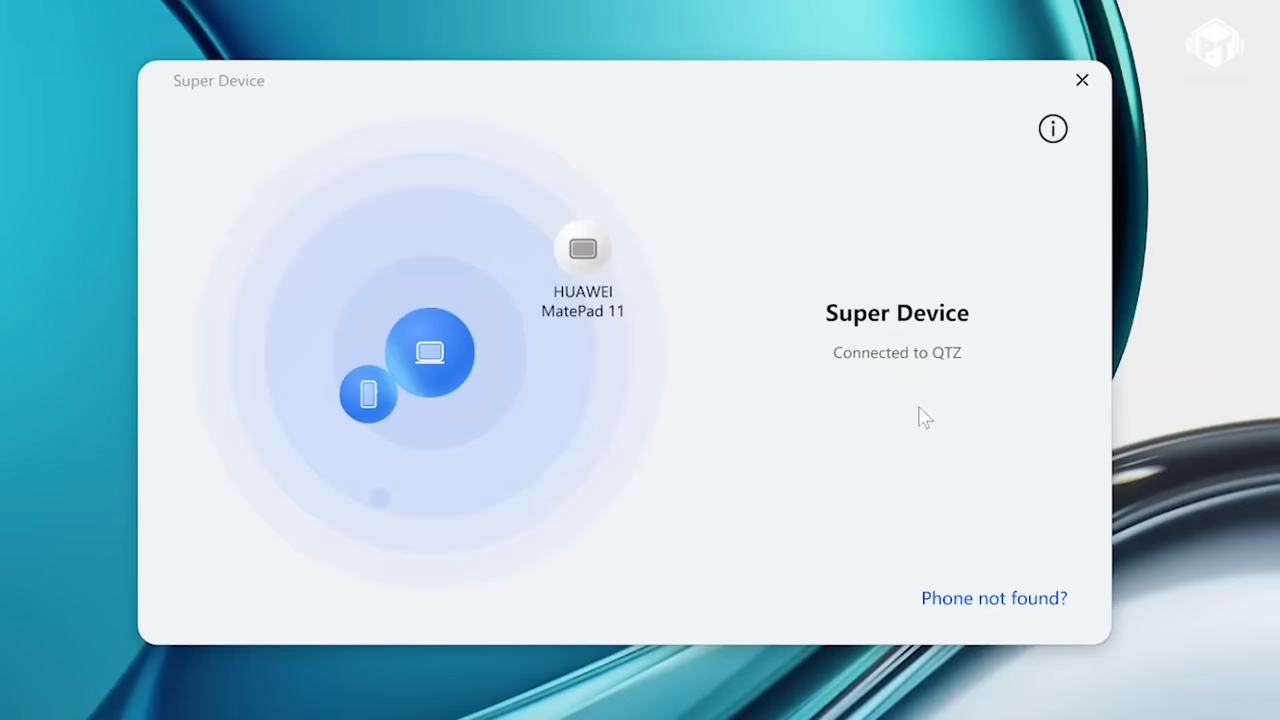 Super Device
HUAWEI
MatePad 11
Super Device
Connected to QTZ
Phone not found?